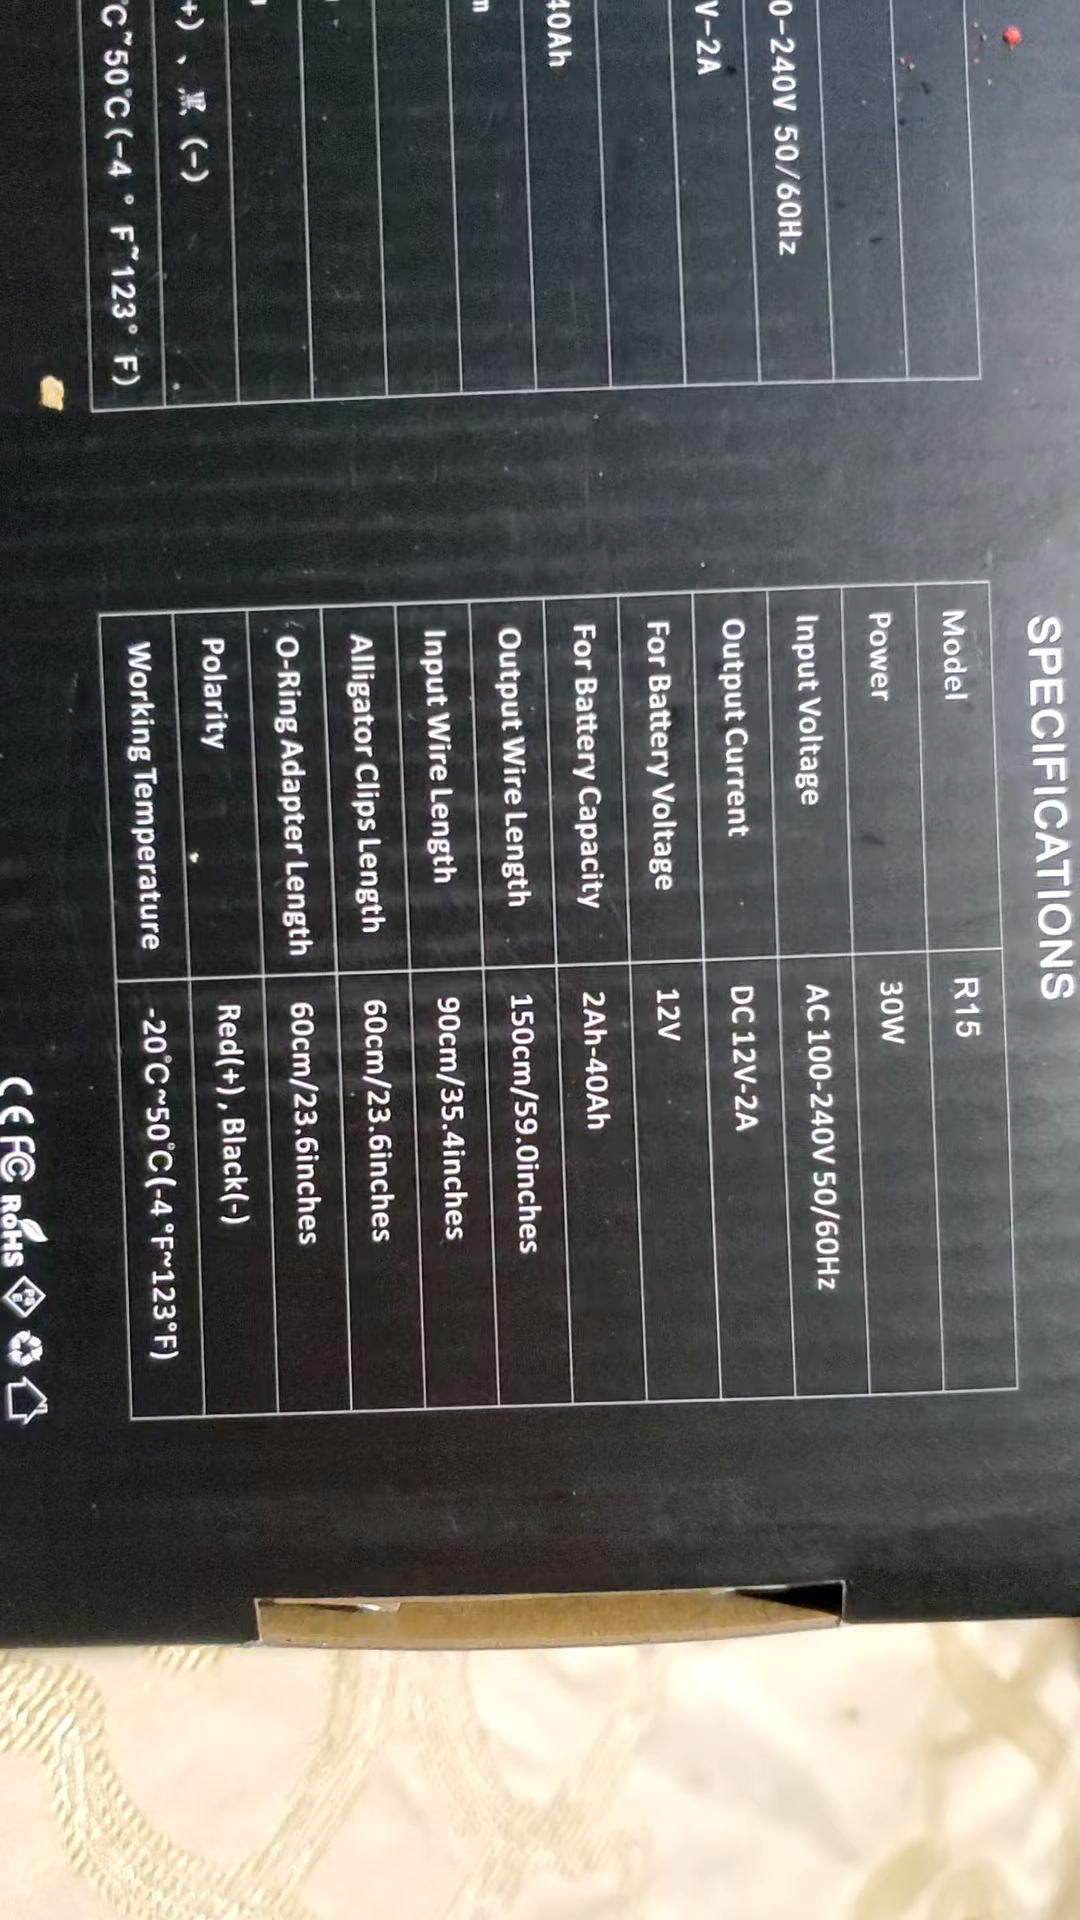 0-240V 50/60Hz
V-2A
40Ah
m
+) 、黑 (-)
℃~50℃(-4 ° F~123° F)
SPECIFICATIONS
Model R15
Power 30W
Input Voltage AC 100-240V 50/60Hz
Output Current DC 12V-2A
For Battery Voltage 12V
For Battery Capacity 2Ah-40Ah
Output Wire Length 150cm/59.0inches
Input Wire Length 90cm/35.4inches
Alligator Clips Length 60cm/23.6inches
O-Ring Adapter Length 60cm/23.6inches
Polarity Red(+), Black(-)
Working Temperature -20℃~50℃(-4 °F~123°F)
CE FC RoHS PSE